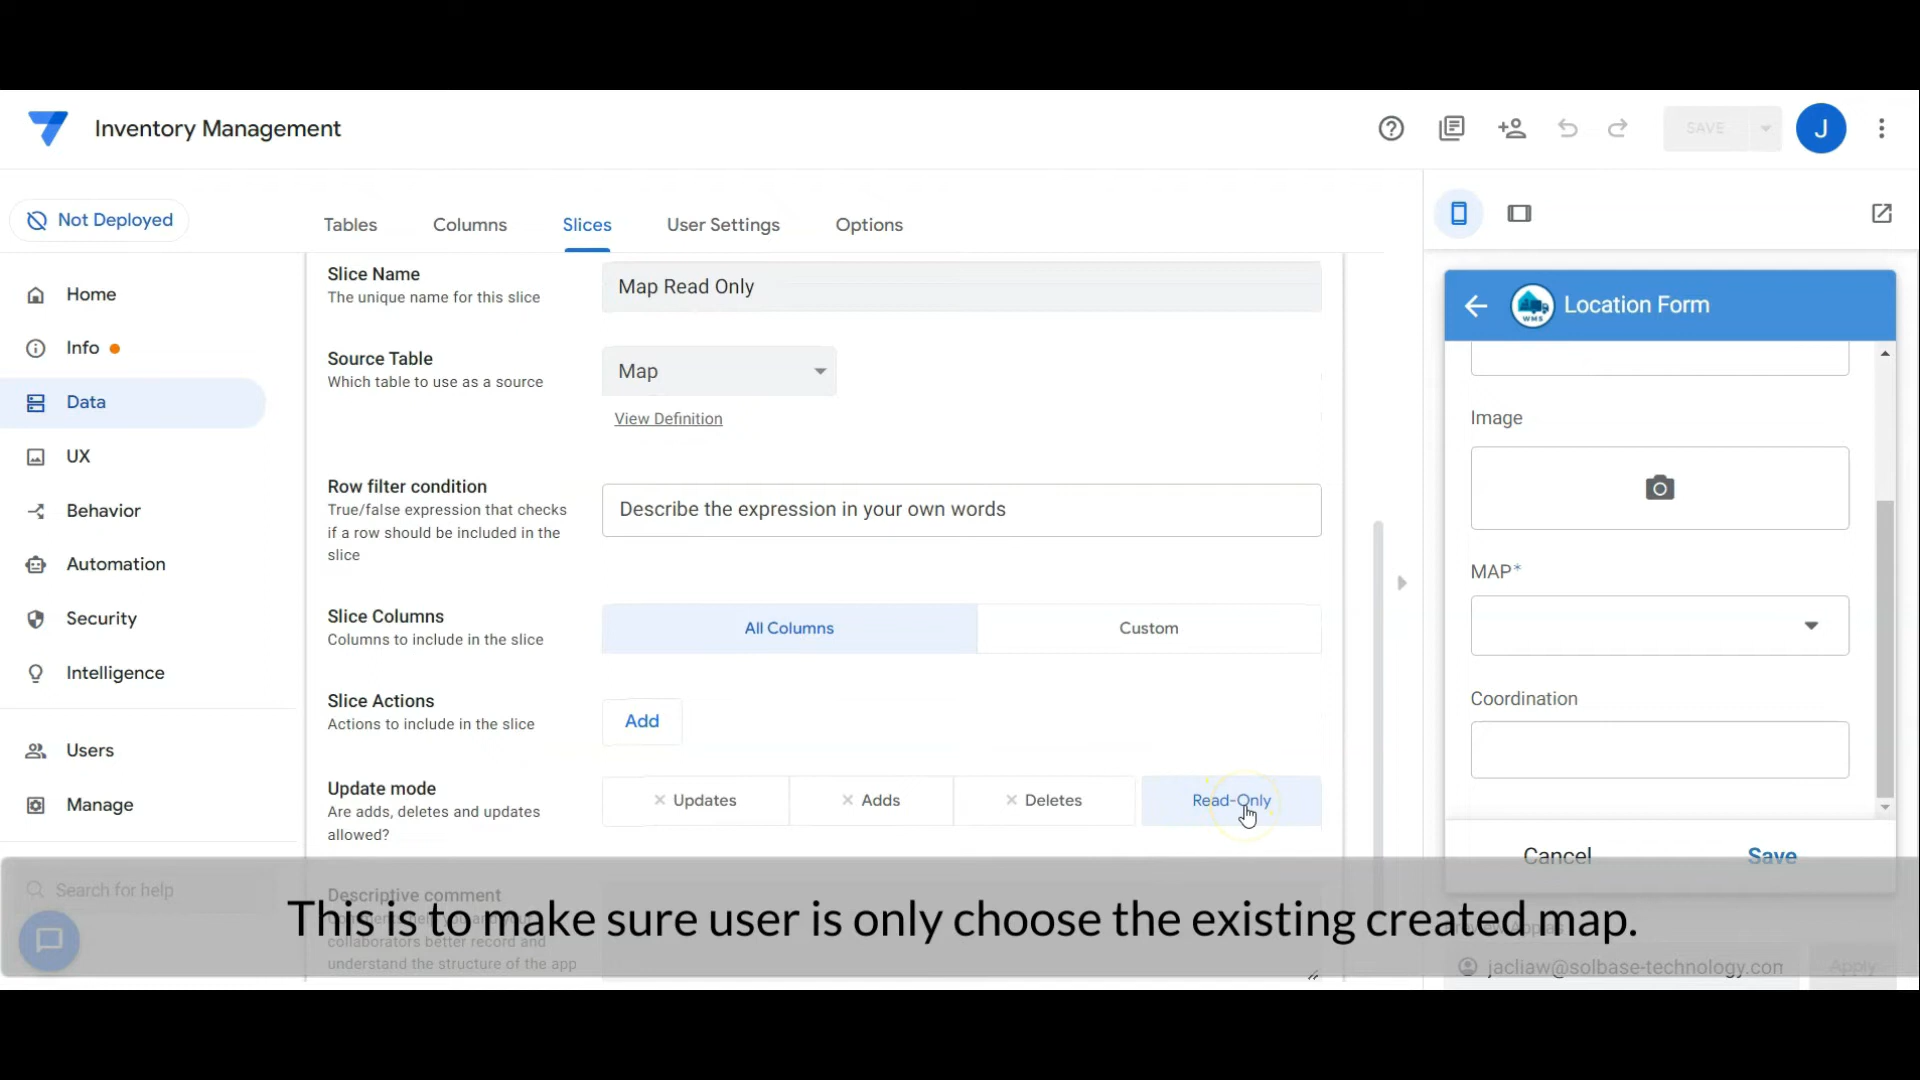 Inventory Management
SAVE
J
Not Deployed
Tables
Columns
Slices
User Settings
Options
Home
Info
Data
UX
Behavior
Automation
Security
Intelligence
Users
Manage
Search for help
Slice Name
The unique name for this slice
Map Read Only
Source Table
Which table to use as a source
Map
View Definition
Row filter condition
True/false expression that checks
if a row should be included in the
slice
Describe the expression in your own words
Slice Columns
Columns to include in the slice
All Columns
Custom
Slice Actions
Actions to include in the slice
Add
Update mode
Are adds, deletes and updates
allowed?
Updates
Adds
Deletes
Read-Only
Descriptive comment
collaborators better record and
understand the structure of the app
WMS
Location Form
Image
MAP*
Coordination
Cancel
Save
jacliaw@solbase-technology.com
Apply
This is to make sure user is only choose the existing created map.